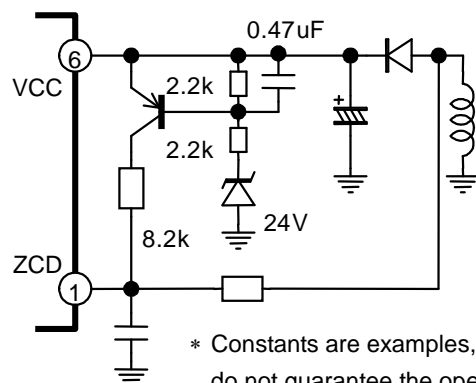 0.47uF
6
VCC
2.2k
+
2.2k
24V
8.2k
ZCD
1
* Constants are examples,
do not guarantee the ope